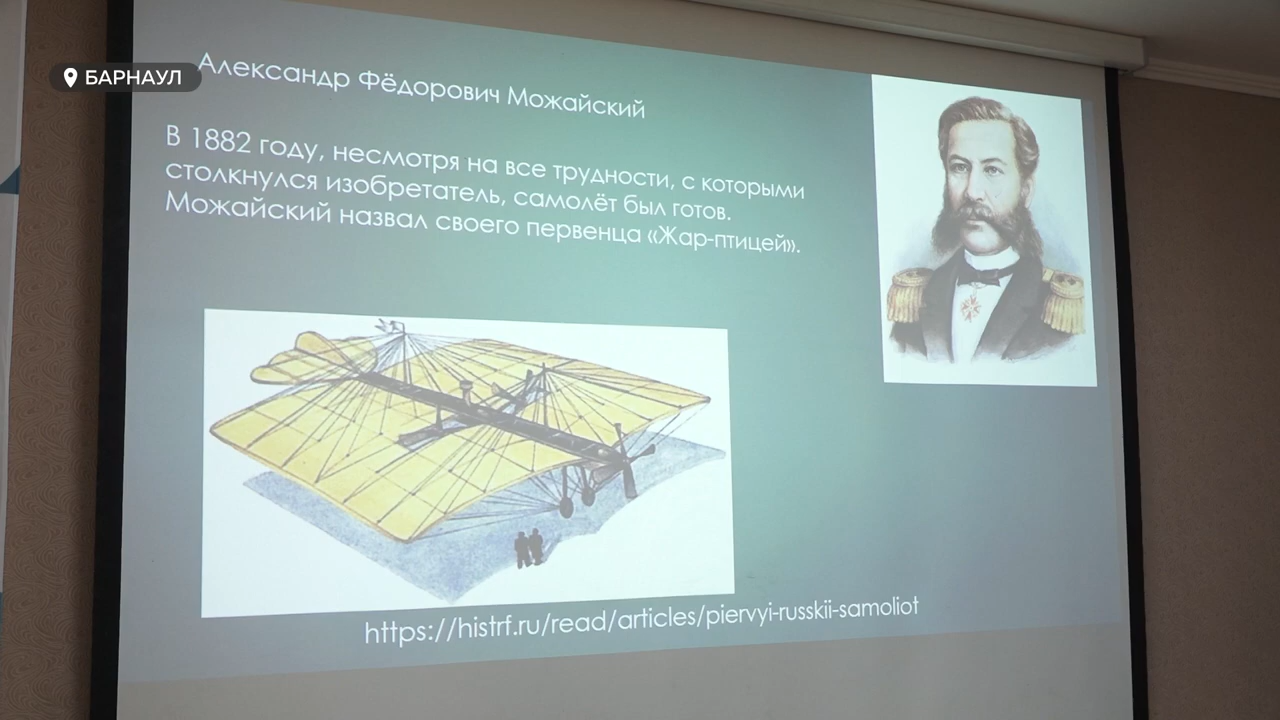 БАРНАУЛ
Александр Фёдорович Можайский
В 1882 году, несмотря на все трудности, с которыми
столкнулся изобретатель, самолёт был готов.
Можайский назвал своего первенца «Жар-птицей».
https://histrf.ru/read/articles/piervyi-russkii-samoliot